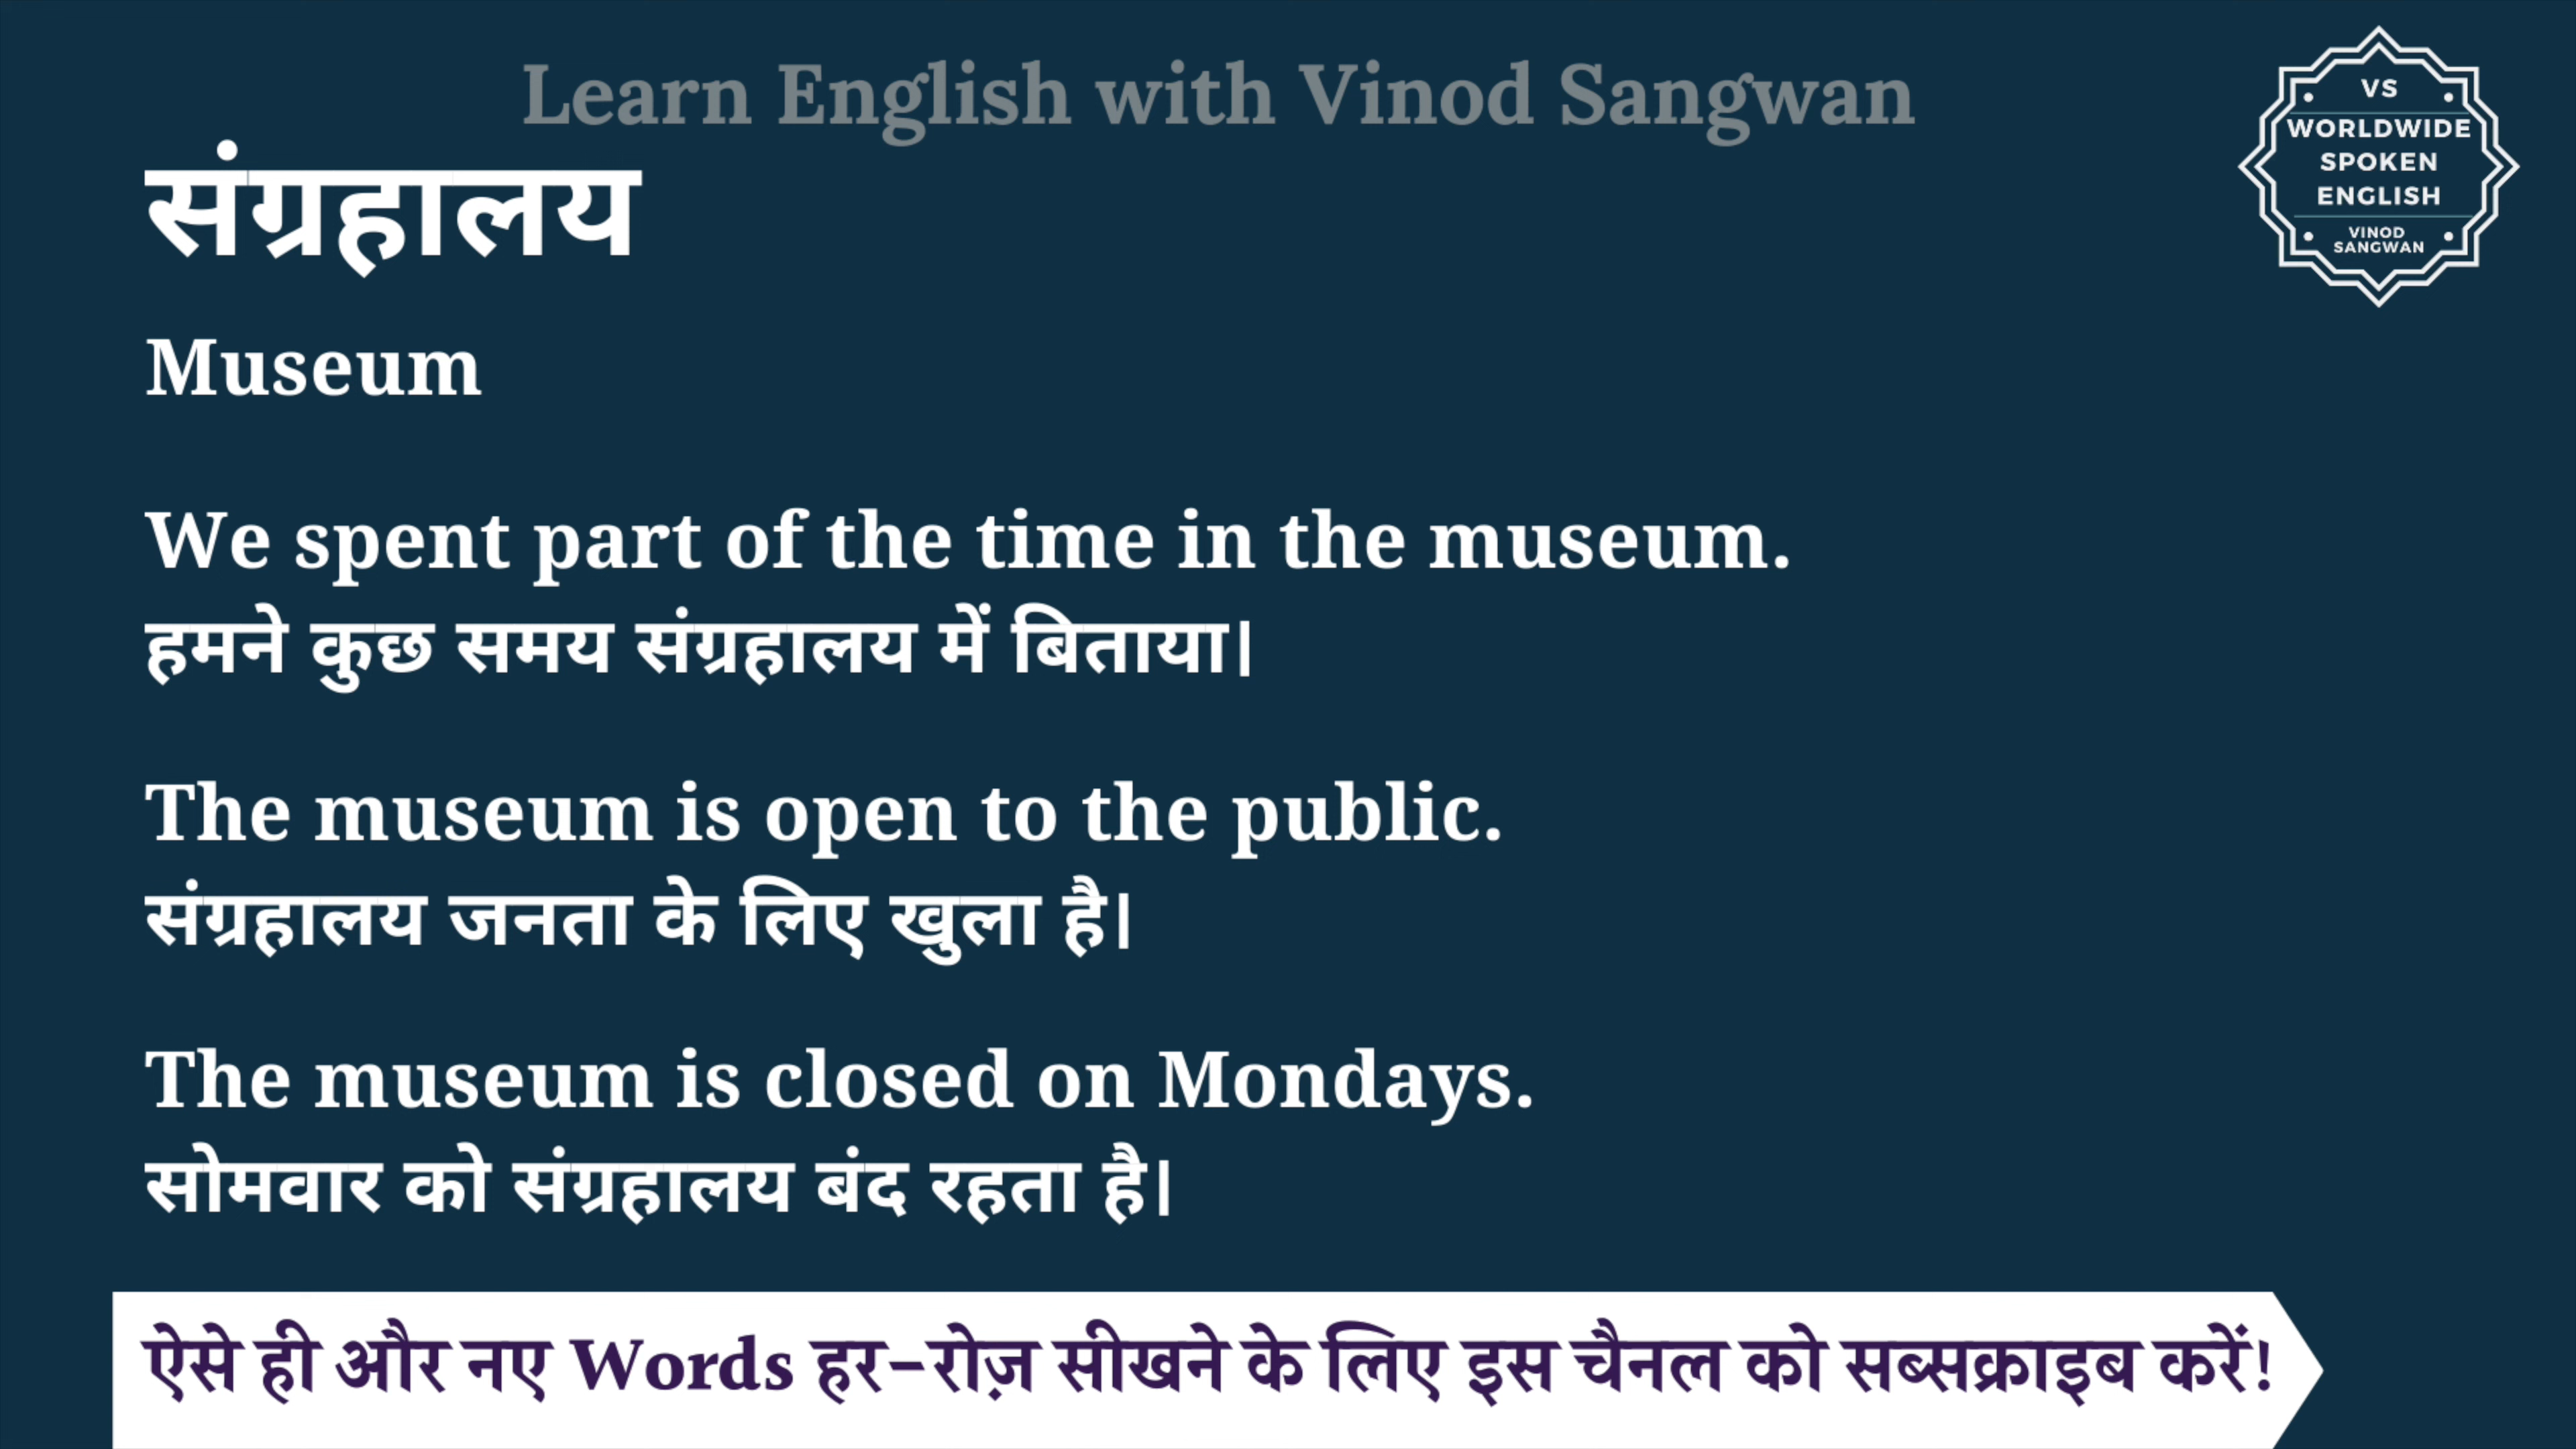 Learn English with Vinod Sangwan
VS
WORLDWIDE
SPOKEN
ENGLISH
VINOD
SANGWAN
संग्रहालय
Museum
We spent part of the time in the museum.
हमने कुछ समय संग्रहालय में बिताया।
The museum is open to the public.
संग्रहालय जनता के लिए खुला है।
The museum is closed on Mondays.
सोमवार को संग्रहालय बंद रहता है।
ऐसे ही और नए Words हर-रोज़ सीखने के लिए इस चैनल को सब्सक्राइब करें!